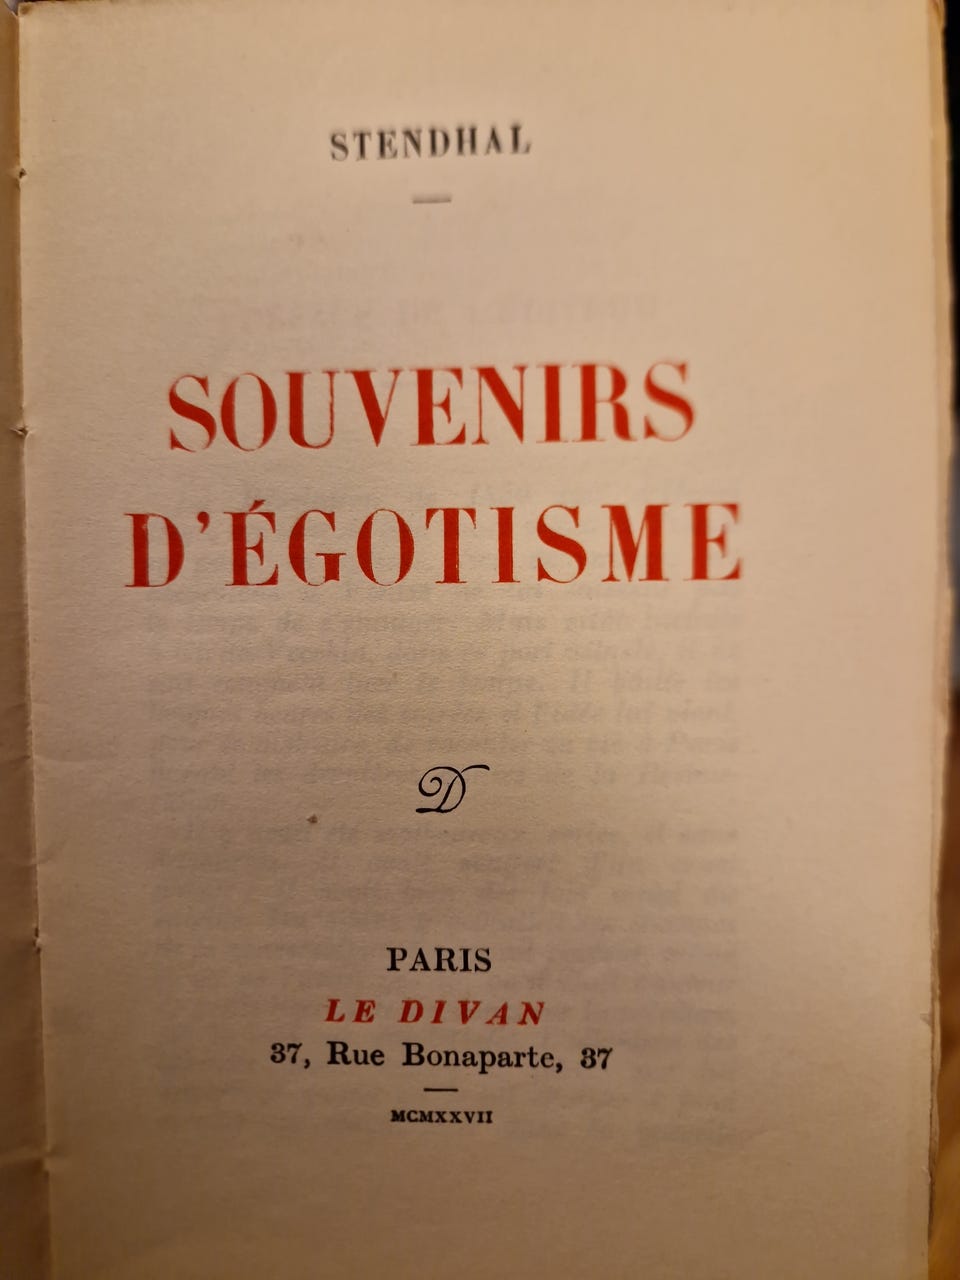 STENDHAL
SOUVENIRS
D'ÉGOTISME
D
PARIS
LE DIVAN
37, Rue Bonaparte, 37
MCMXXVII